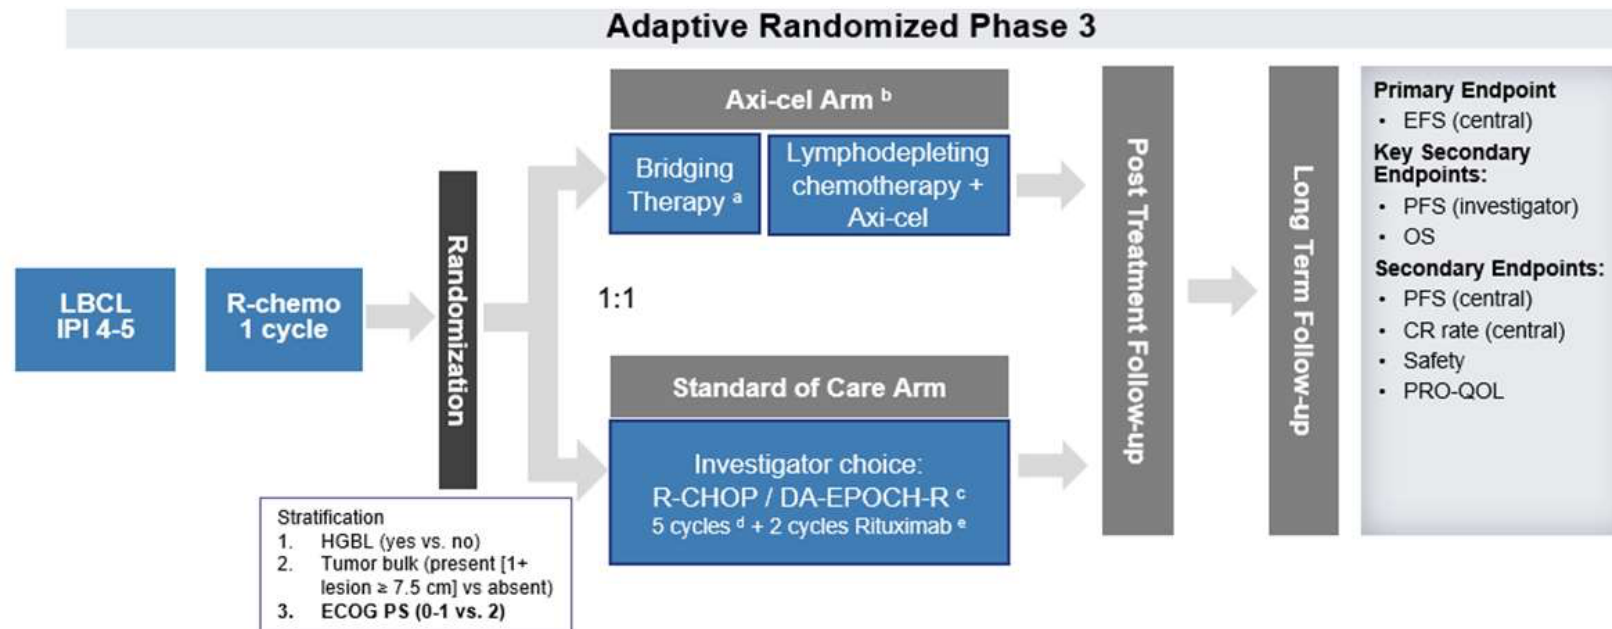 Adaptive Randomized Phase 3
LBCL
IPI 4-5
R-chemo
1 cycle
Randomization
Stratification
1. HGBL (yes vs. no)
2. Tumor bulk (present [1+
lesion ≥ 7.5 cm] vs absent)
3. ECOG PS (0-1 vs. 2)
1:1
Axi-cel Arm ᵇ
Bridging
Therapy ᵃ
Lymphodepleting
chemotherapy +
Axi-cel
Standard of Care Arm
Investigator choice:
R-CHOP / DA-EPOCH-R ᶜ
5 cycles ᵈ + 2 cycles Rituximab ᵉ
Post Treatment Follow-up
Long Term Follow-up
Primary Endpoint
• EFS (central)
Key Secondary
Endpoints:
• PFS (investigator)
• OS
Secondary Endpoints:
• PFS (central)
• CR rate (central)
• Safety
• PRO-QOL